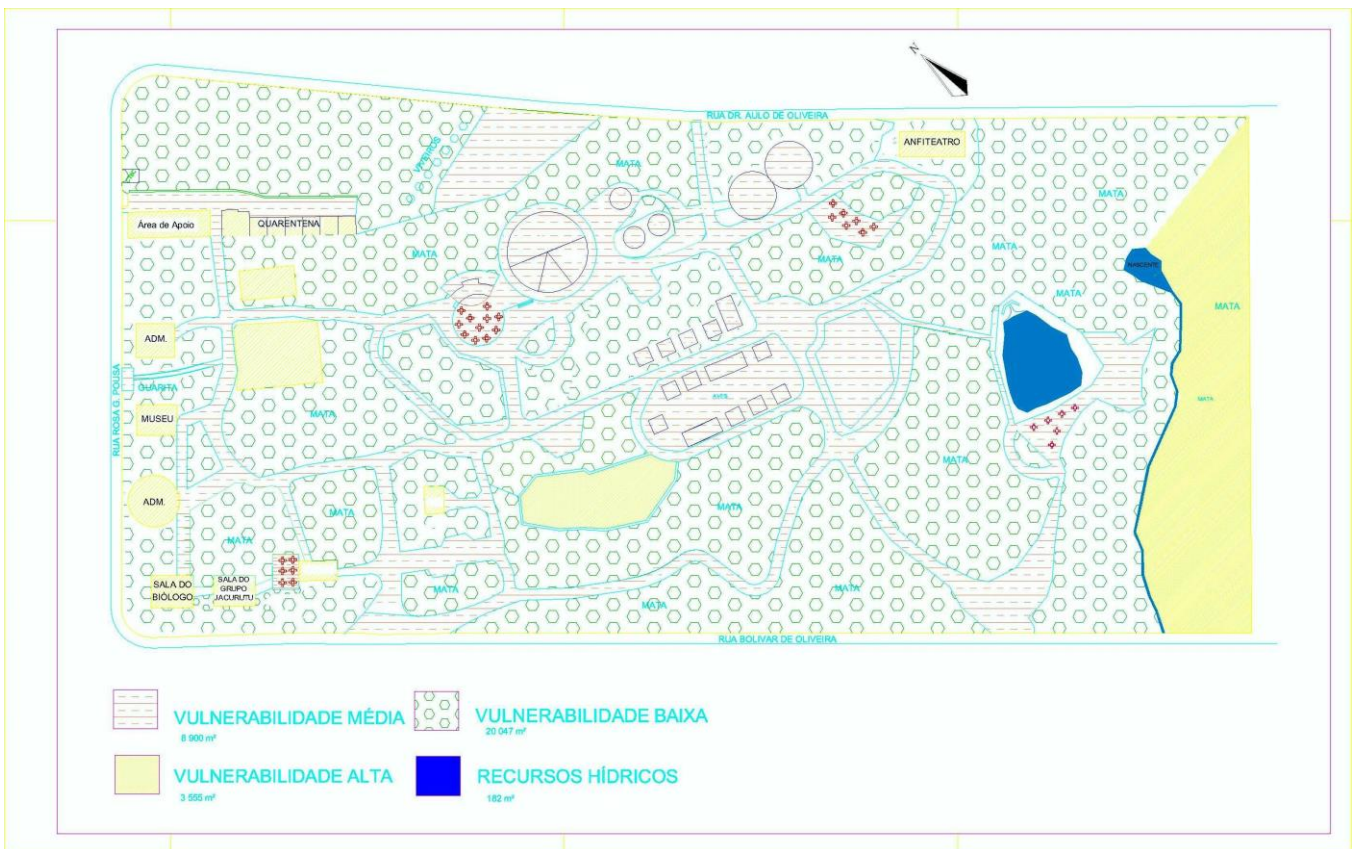 N
RUA DR. AULO DE OLIVEIRA
ANFITEATRO
VIVEIROS
MATA
MATA
Área de Apoio
QUARENTENA
MATA
MATA
MATA
NASCENTE
MATA
MATA
ADM.
GUARITA
RUA ROSA G. POUSA
MUSEU
MATA
MATA
MATA
ADM.
MATA
MATA
MATA
SALA DO
BIÓLOGO
SALA DO
GRUPO
JACURUTU
MATA
MATA
MATA
RUA BOLIVAR DE OLIVEIRA
VULNERABILIDADE MÉDIA
VULNERABILIDADE BAIXA
20 047 m²
VULNERABILIDADE ALTA
3 555 m²
RECURSOS HÍDRICOS
182 m²